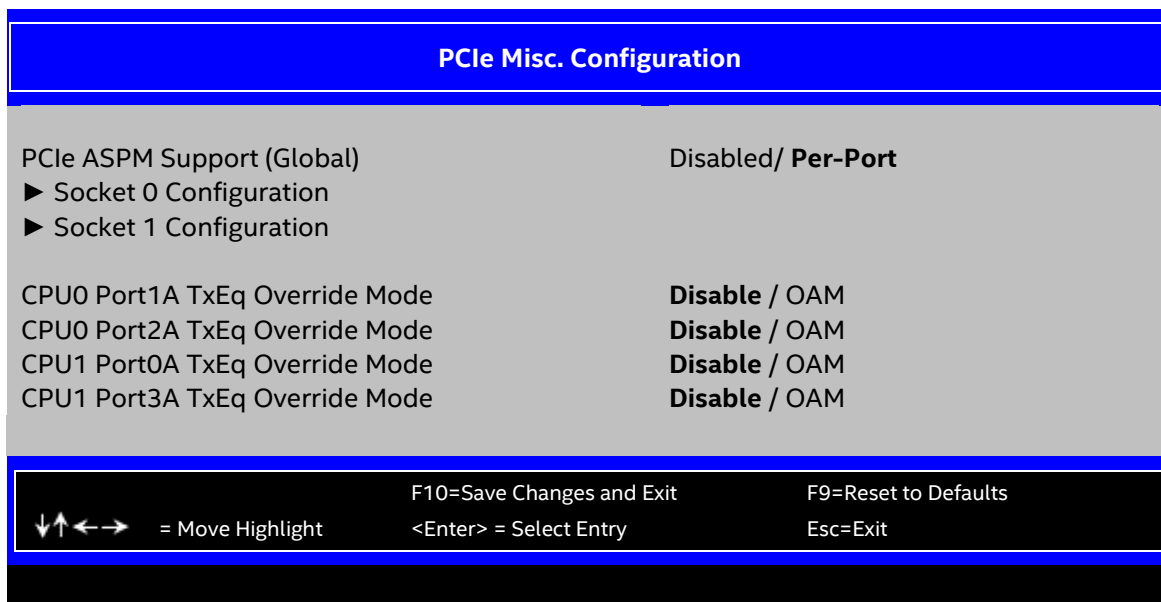 PCIe Misc. Configuration
PCIe ASPM Support (Global) Disabled/ Per-Port
► Socket 0 Configuration
► Socket 1 Configuration
CPU0 Port1A TxEq Override Mode Disable / OAM
CPU0 Port2A TxEq Override Mode Disable / OAM
CPU1 Port0A TxEq Override Mode Disable / OAM
CPU1 Port3A TxEq Override Mode Disable / OAM
F10=Save Changes and Exit F9=Reset to Defaults
↓↑←→ = Move Highlight <Enter> = Select Entry Esc=Exit